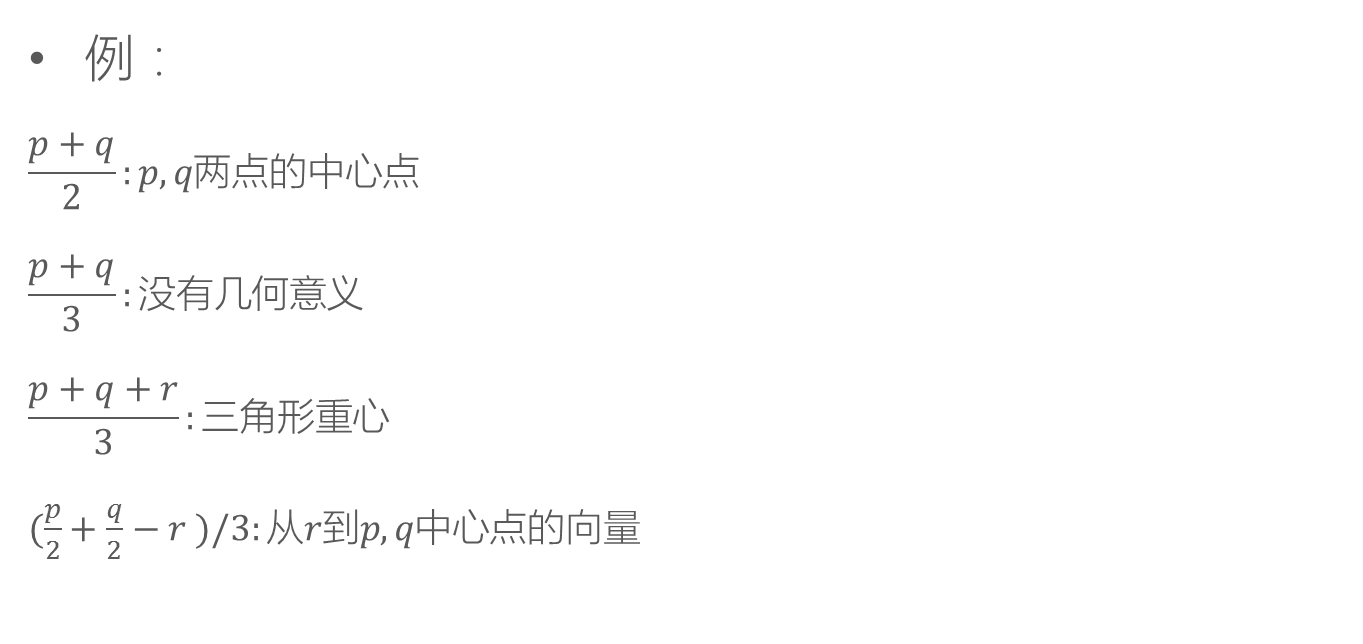 • 例：
(p + q)/2 : p, q两点的中心点
(p + q)/3 : 没有几何意义
(p + q + r)/3 : 三角形重心
(p/2 + q/2 − r )/3: 从r到p, q中心点的向量